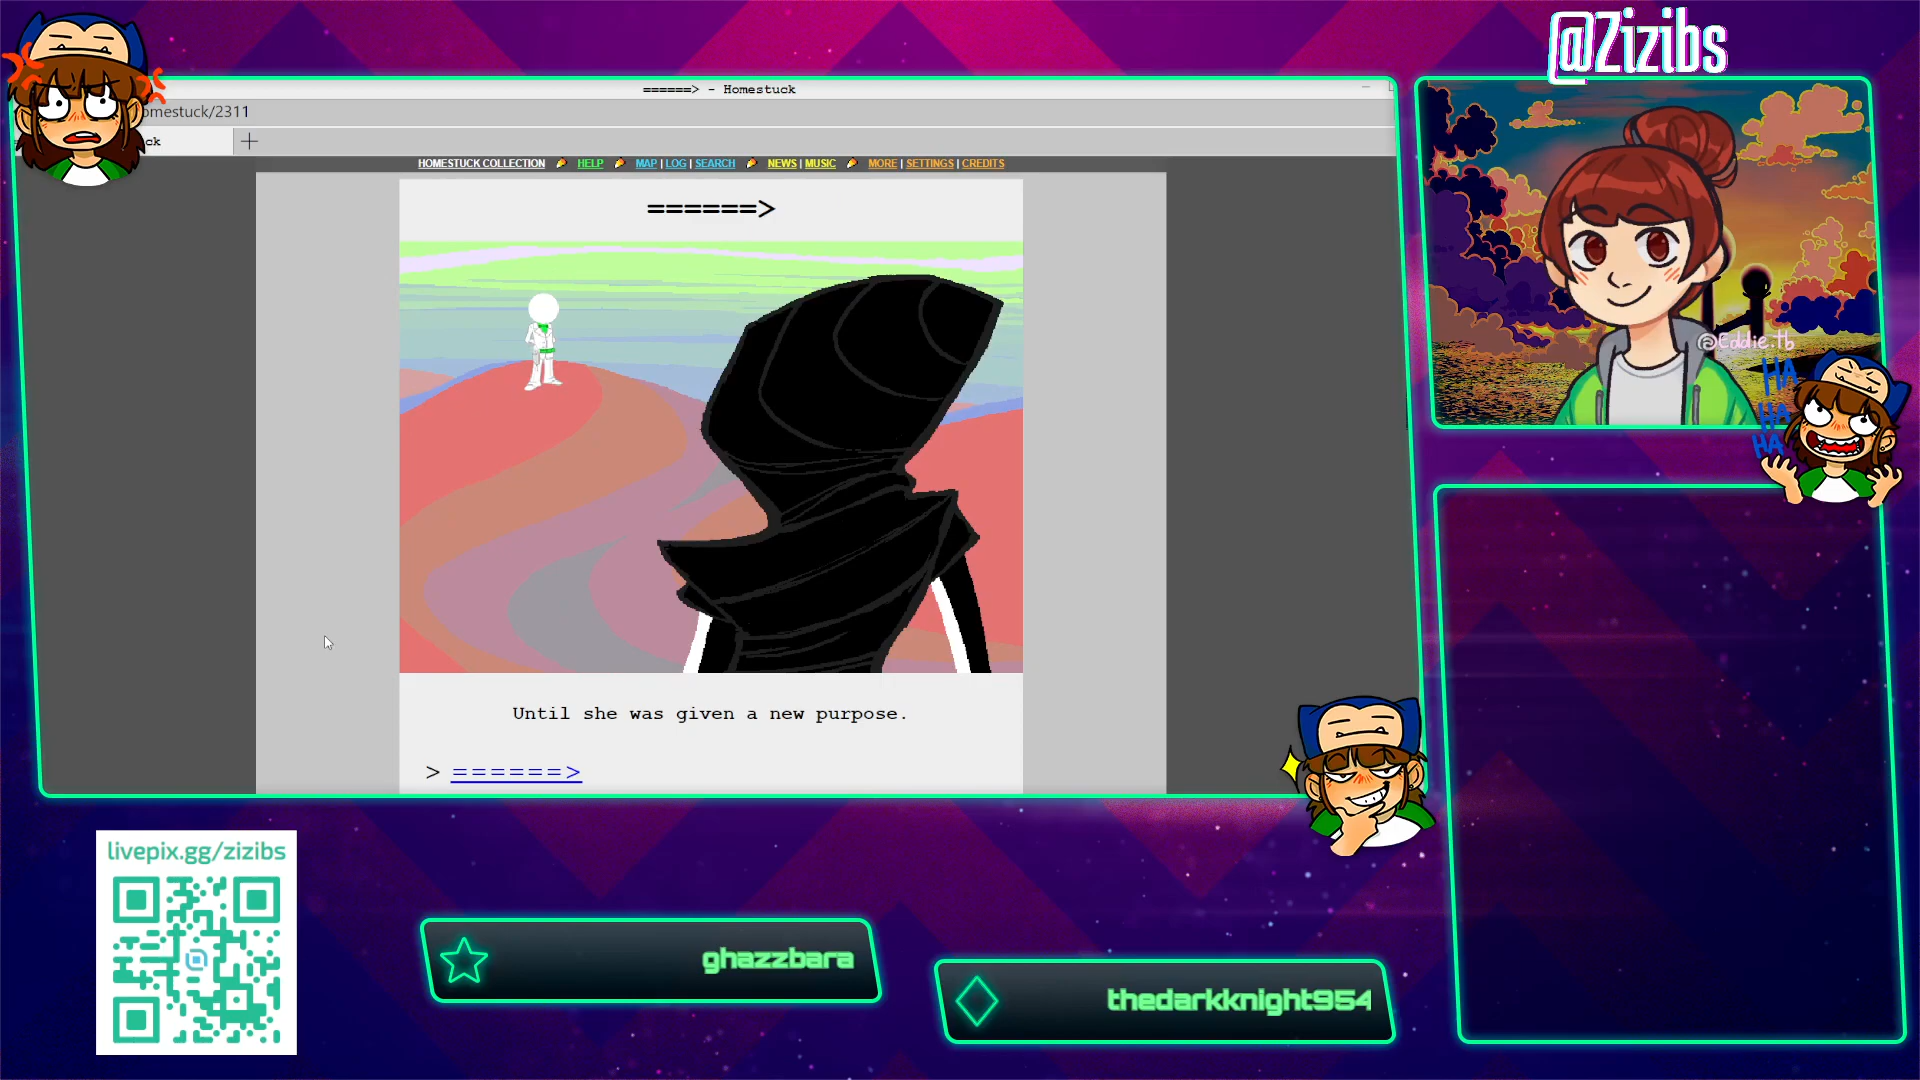 @Zizibs
======> - Homestuck
omestuck/2311
ck
HOMESTUCK COLLECTION HELP MAP | LOG | SEARCH NEWS | MUSIC MORE | SETTINGS | CREDITS
======>
@Eddie.tb
HA
HA
HA
Until she was given a new purpose.
> ======>
livepix.gg/zizibs
ghazzbara
thedarkknight954